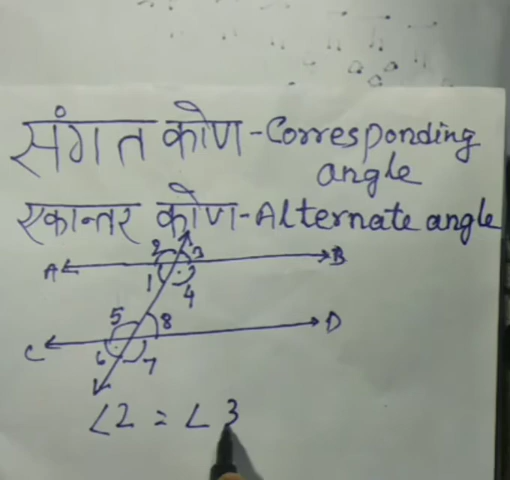 संगत कोण-Corresponding
angle
एकान्तर कोण-Alternate angle
2 3
A B
1 4
5 8 D
C 6 7
∠2 = ∠3